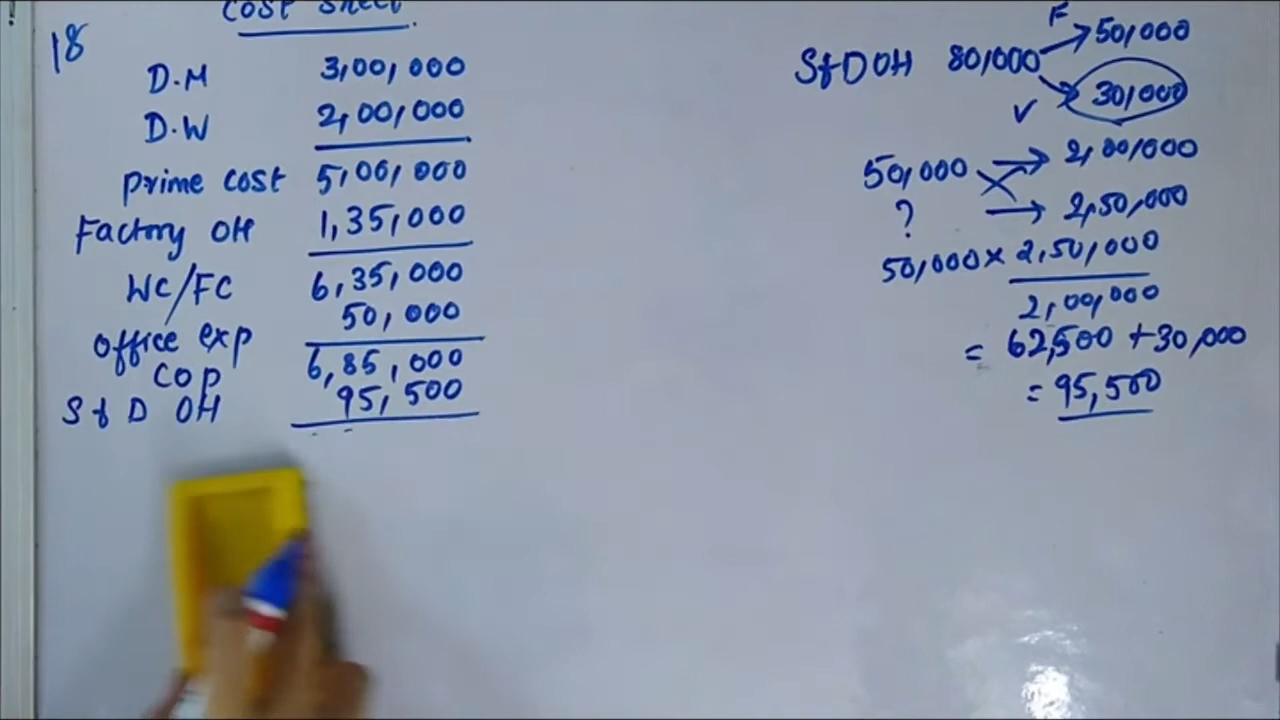 Cost Sheet
18
D.M 3,00,000
D.W 2,00,000
Prime cost 5,00,000
Factory OH 1,35,000
WC/FC 6,35,000
office exp 50,000
COP 6,85,000
S & D OH 95,500
S & D OH 80,000 → F 50,000
→ V 30,000
50,000 → 2,00,000
? → 2,50,000
50,000 × 2,50,000
2,00,000
= 62,500 + 30,000
= 95,500